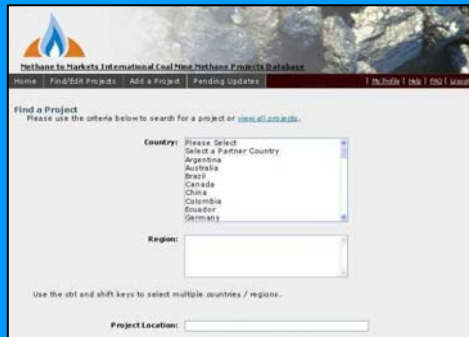 Methane to Markets International Coal Mine Methane Projects Database
Home Find/Edit Projects Add a Project Pending Updates | My Profile | Help | FAQ | Logout
Find a Project
Please use the criteria below to search for a project or view all projects.
Country: Please Select
Select a Partner Country
Argentina
Australia
Brazil
Canada
China
Colombia
Ecuador
Germany
Region:
Use the ctrl and shift keys to select multiple countries / regions.
Project Location: